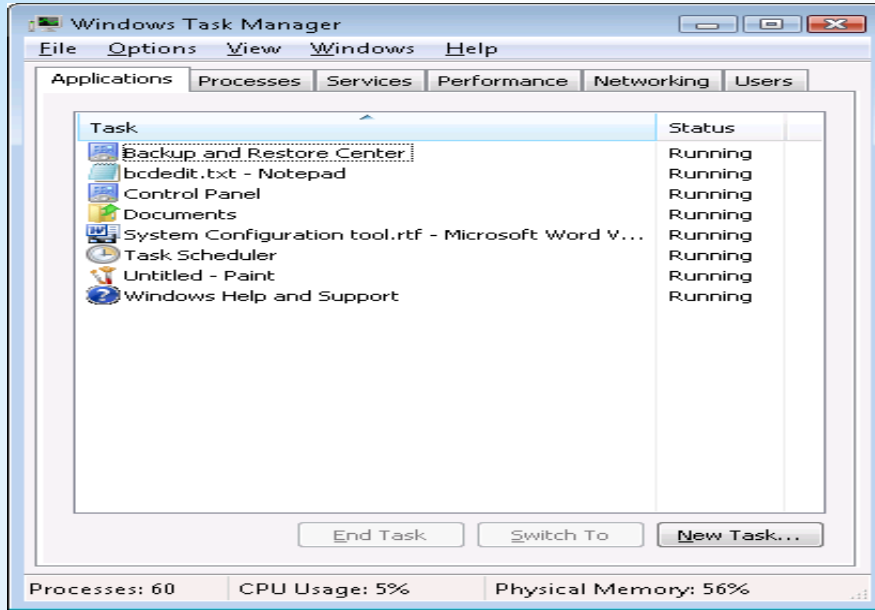 Windows Task Manager
File Options View Windows Help
Applications Processes Services Performance Networking Users
Task Status
Backup and Restore Center Running
bcdedit.txt - Notepad Running
Control Panel Running
Documents Running
System Configuration tool.rtf - Microsoft Word V... Running
Task Scheduler Running
Untitled - Paint Running
Windows Help and Support Running
End Task Switch To New Task...
Processes: 60 CPU Usage: 5% Physical Memory: 56%